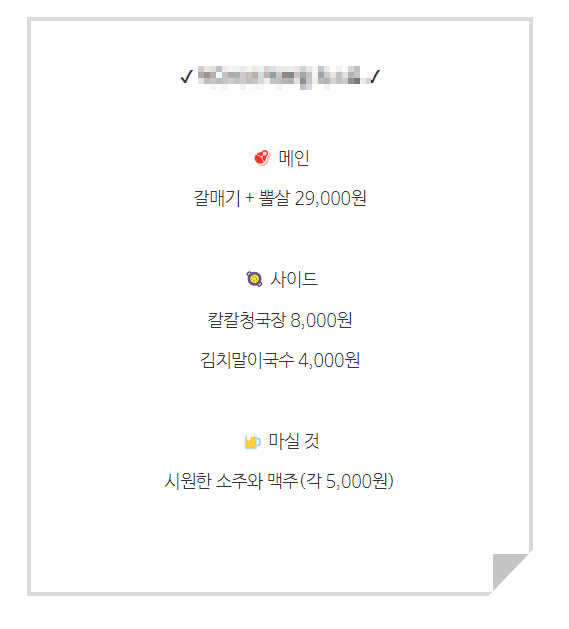 메인
갈매기 + 뽈살 29,000원
사이드
칼칼청국장 8,000원
김치말이국수 4,000원
마실 것
시원한 소주와 맥주(각 5,000원)